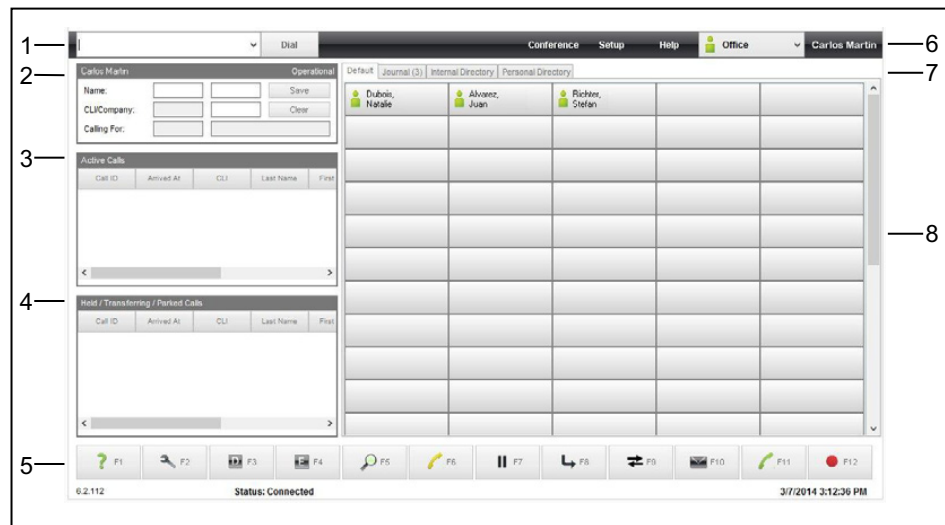 1
Dial
Conference Setup Help Office Carlos Martin
6
2
Carlos Martin Operational
Name: Save
CLI/Company: Clear
Calling For:
Default Journal (3) Internal Directory Personal Directory
7
Dubois, Natalie
Alvarez, Juan
Richter, Stefan
3
Active Calls
Call ID Arrived At CLI Last Name First
8
4
Held / Transferring / Parked Calls
Call ID Arrived At CLI Last Name First
5
? F1 F2 D F3 E F4 F5 F6 F7 F8 F9 F10 F11 F12
6.2.112 Status: Connected 3/7/2014 3:12:36 PM